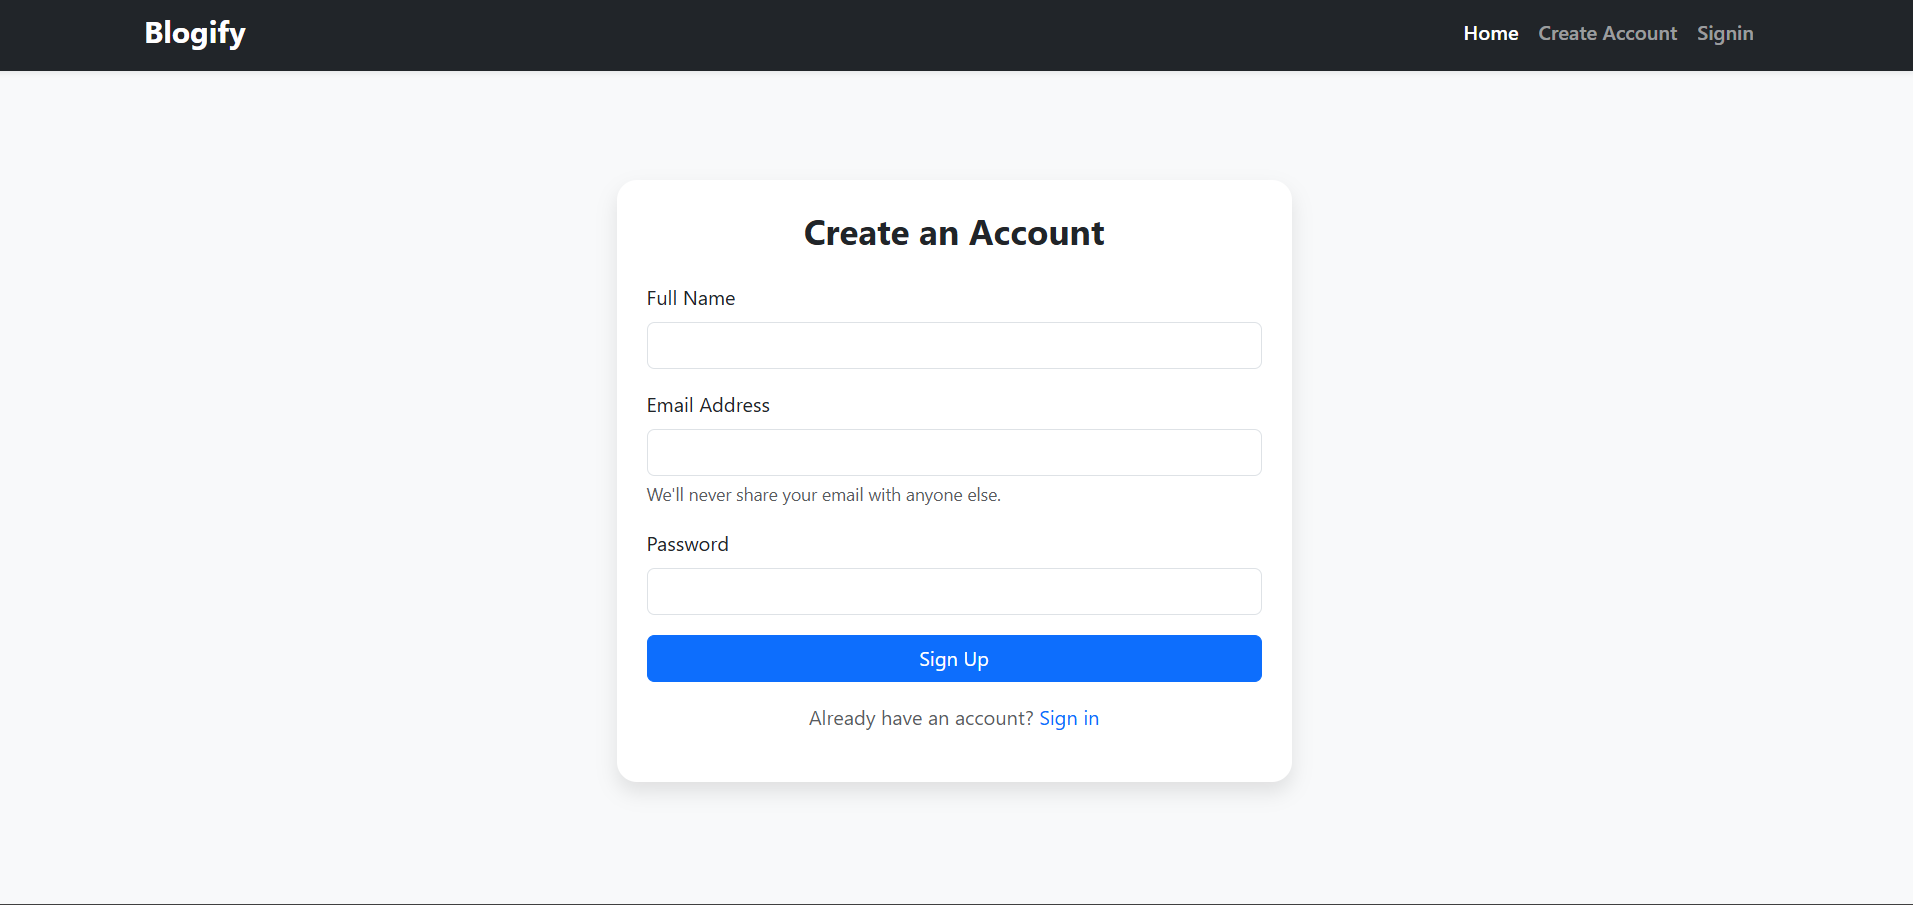 Blogify
Home Create Account Signin
Create an Account
Full Name
Email Address
We'll never share your email with anyone else.
Password
Sign Up
Already have an account? Sign in